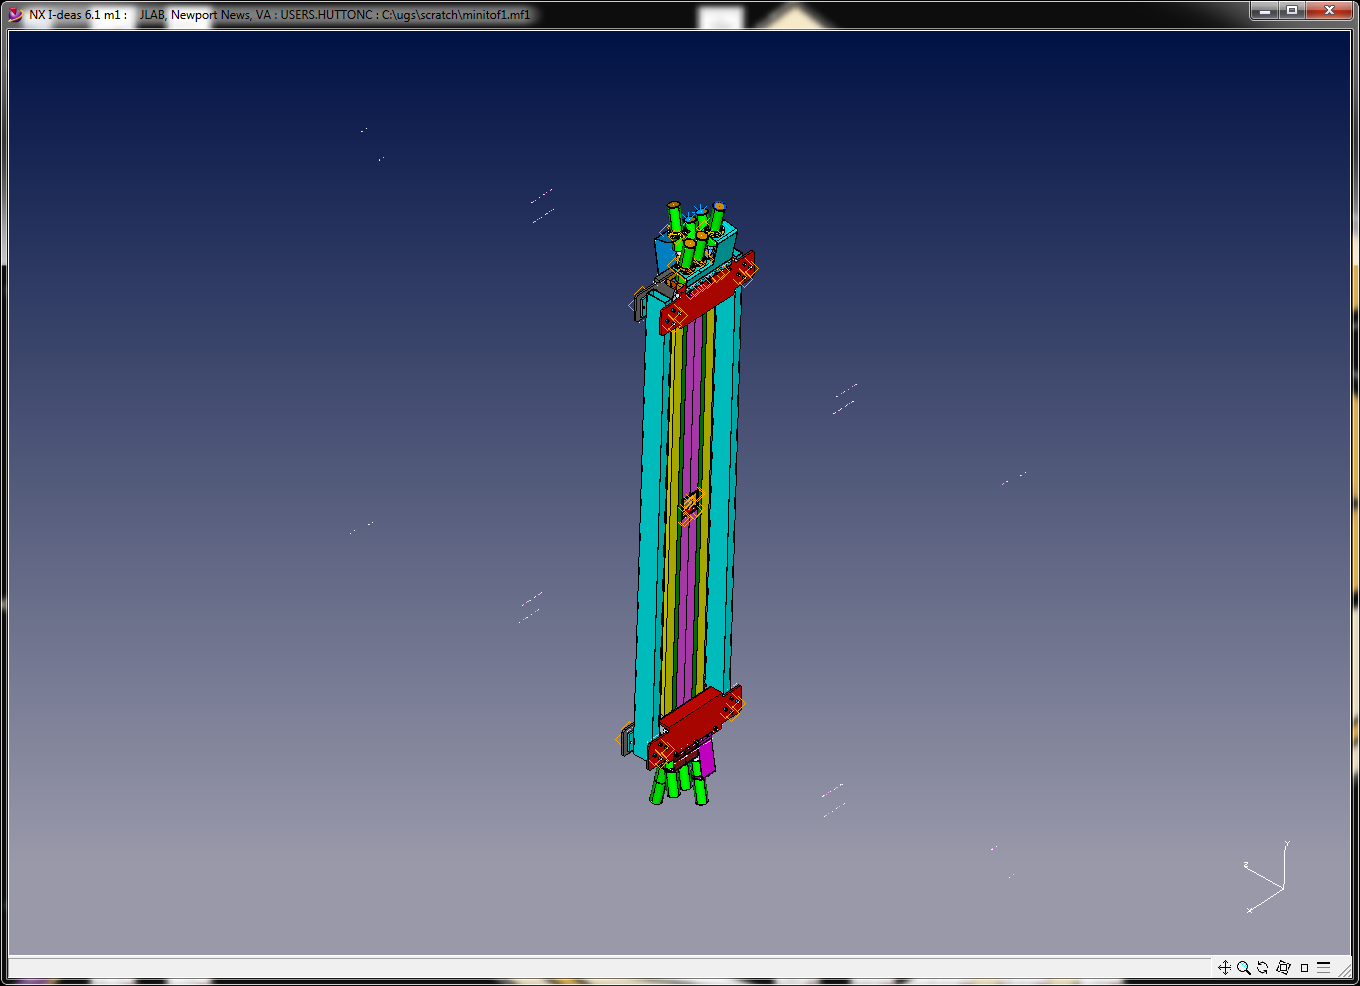 NX I-deas 6.1 m1 : JLAB, Newport News, VA : USERS.HUTTONC : C:\ugs\scratch\minitof1.mf1
Y
Z
X